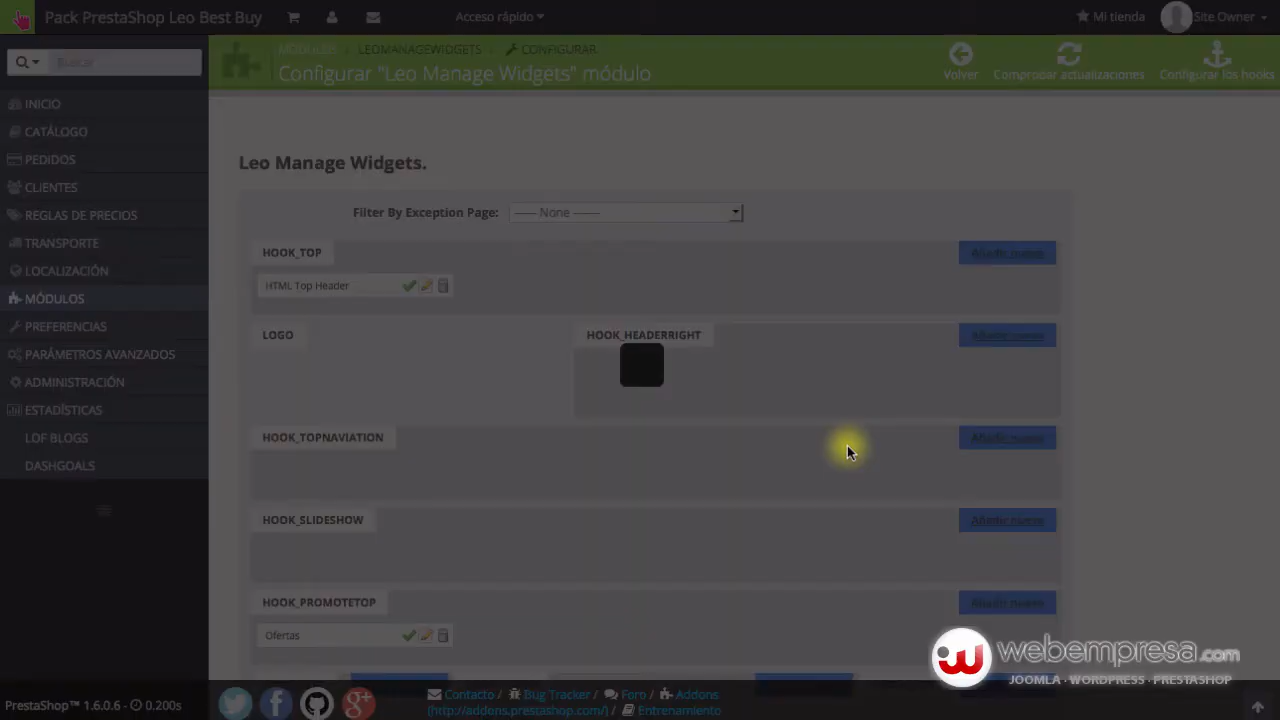 Pack PrestaShop Leo Best Buy
Acceso rápido
Mi tienda
Site Owner
Buscar
INICIO
CATÁLOGO
PEDIDOS
CLIENTES
REGLAS DE PRECIOS
TRANSPORTE
LOCALIZACIÓN
MÓDULOS
PREFERENCIAS
PARÁMETROS AVANZADOS
ADMINISTRACIÓN
ESTADÍSTICAS
LOF BLOGS
DASHGOALS
MÓDULOS / LEOMANAGEWIDGETS / CONFIGURAR
Configurar "Leo Manage Widgets" módulo
Volver
Comprobar actualizaciones
Configurar los hooks
Leo Manage Widgets.
Filter By Exception Page: ------ None ------
HOOK_TOP
Añadir nuevo
HTML Top Header
LOGO
HOOK_HEADERRIGHT
Añadir nuevo
HOOK_TOPNAVIATION
Añadir nuevo
HOOK_SLIDESHOW
Añadir nuevo
HOOK_PROMOTETOP
Añadir nuevo
Ofertas
webempresa.com
JOOMLA · WORDPRESS · PRESTASHOP
PrestaShop™ 1.6.0.6 - 0.200s
Contacto / Bug Tracker / Foro / Addons
(http://addons.prestashop.com/) / Entrenamiento